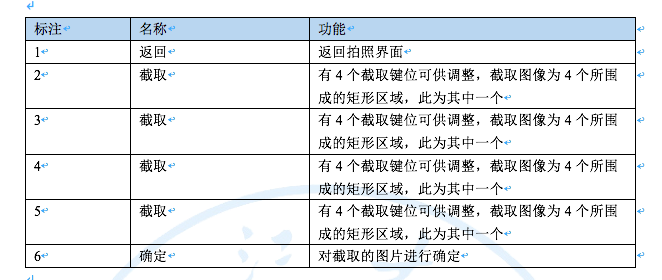 标注 名称 功能
1 返回 返回拍照界面
2 截取 有 4 个截取键位可供调整，截取图像为 4 个所围
成的矩形区域，此为其中一个
3 截取 有 4 个截取键位可供调整，截取图像为 4 个所围
成的矩形区域，此为其中一个
4 截取 有 4 个截取键位可供调整，截取图像为 4 个所围
成的矩形区域，此为其中一个
5 截取 有 4 个截取键位可供调整，截取图像为 4 个所围
成的矩形区域，此为其中一个
6 确定 对截取的图片进行确定